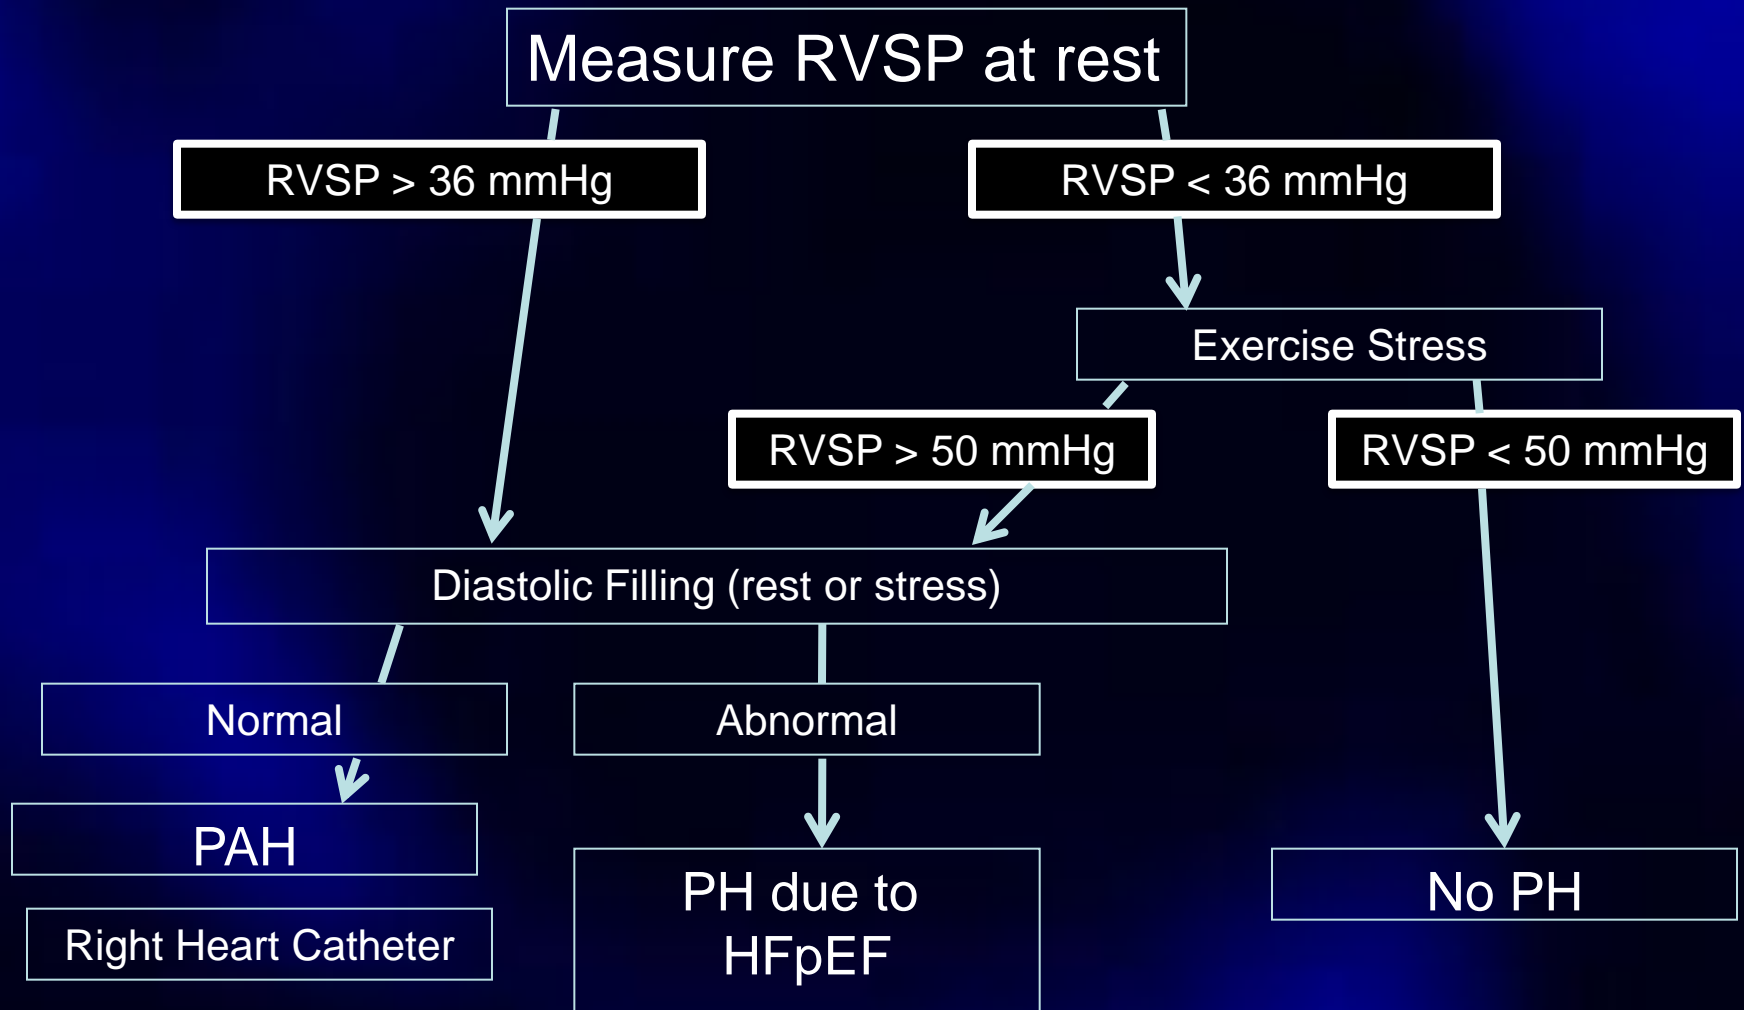 Measure RVSP at rest
RVSP > 36 mmHg
RVSP < 36 mmHg
Exercise Stress
RVSP > 50 mmHg
RVSP < 50 mmHg
Diastolic Filling (rest or stress)
Normal
Abnormal
PAH
PH due to
HFpEF
No PH
Right Heart Catheter